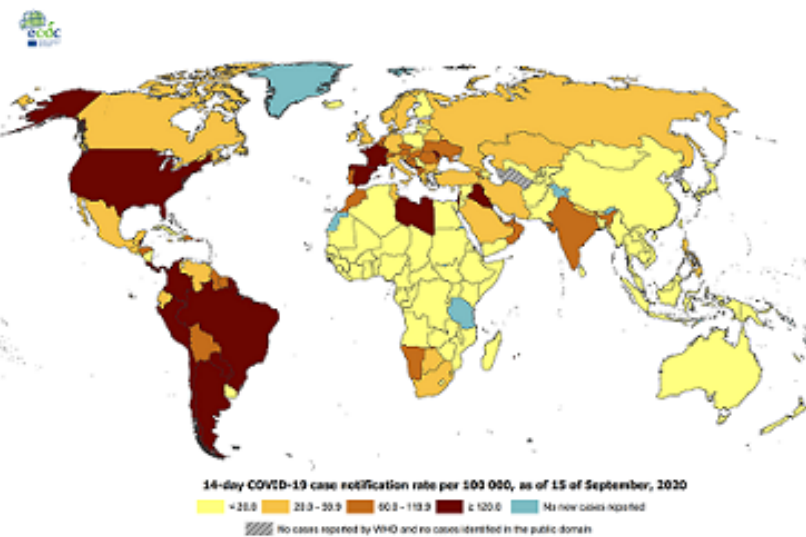 ecdc
14-day COVID-19 case notification rate per 100 000, as of 15 of September, 2020
< 20.0 20.0 - 59.9 60.0 - 119.9 ≥ 120.0 No new cases reported
No cases reported by WHO and no cases identified in the public domain